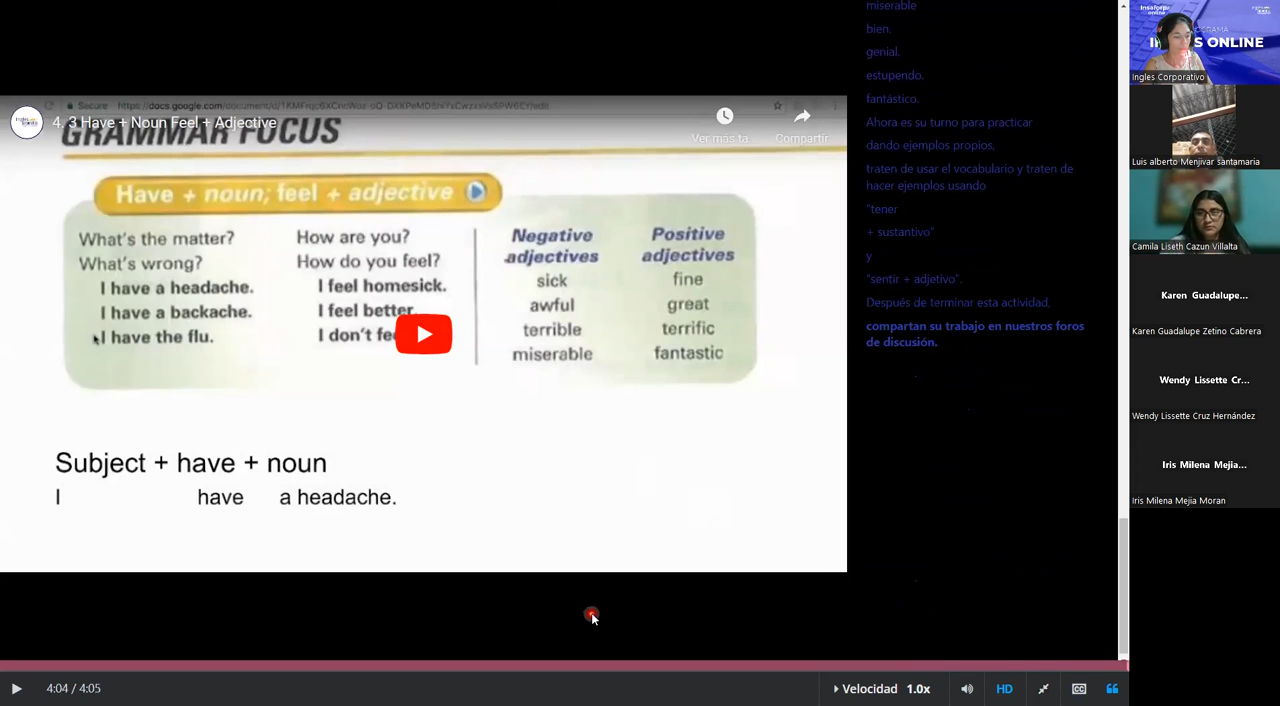 Secure
4. 3 Have + Noun Feel + Adjective
GRAMMAR FOCUS
Ver más ta...
Compartir
Have + noun; feel + adjective
What's the matter?
What's wrong?
I have a headache.
I have a backache.
I have the flu.
How are you?
How do you feel?
I feel homesick.
I feel better.
I don't fee
Negative
adjectives
sick
awful
terrible
miserable
Positive
adjectives
fine
great
terrific
fantastic
Subject + have + noun
I have a headache.
miserable
bien.
genial.
estupendo.
fantástico.
Ahora es su turno para practicar
dando ejemplos propios,
traten de usar el vocabulario y traten de
hacer ejemplos usando
"tener
+ sustantivo"
y
"sentir + adjetivo".
Después de terminar esta actividad,
compartan su trabajo en nuestros foros
de discusión.
4:04 / 4:05
Velocidad 1.0x
HD
CC
INGLÉS ONLINE
Ingles Corporativo
Luis alberto Menjivar santamaria
Camila Liseth Cazun Villalta
Karen Guadalupe...
Karen Guadalupe Zetino Cabrera
Wendy Lissette Cr...
Wendy Lissette Cruz Hernández
Iris Milena Mejia...
Iris Milena Mejia Moran